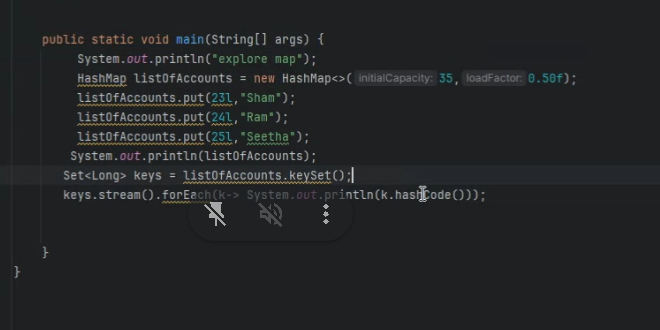 public static void main(String[] args) {
System.out.println("explore map");
HashMap listOfAccounts = new HashMap<>( initialCapacity: 35, loadFactor: 0.50f);
listOfAccounts.put(23l,"Sham");
listOfAccounts.put(24l,"Ram");
listOfAccounts.put(25l,"Seetha");
System.out.println(listOfAccounts);
Set<Long> keys = listOfAccounts.keySet();
keys.stream().forEach(k-> System.out.println(k.hashCode()));
}
}